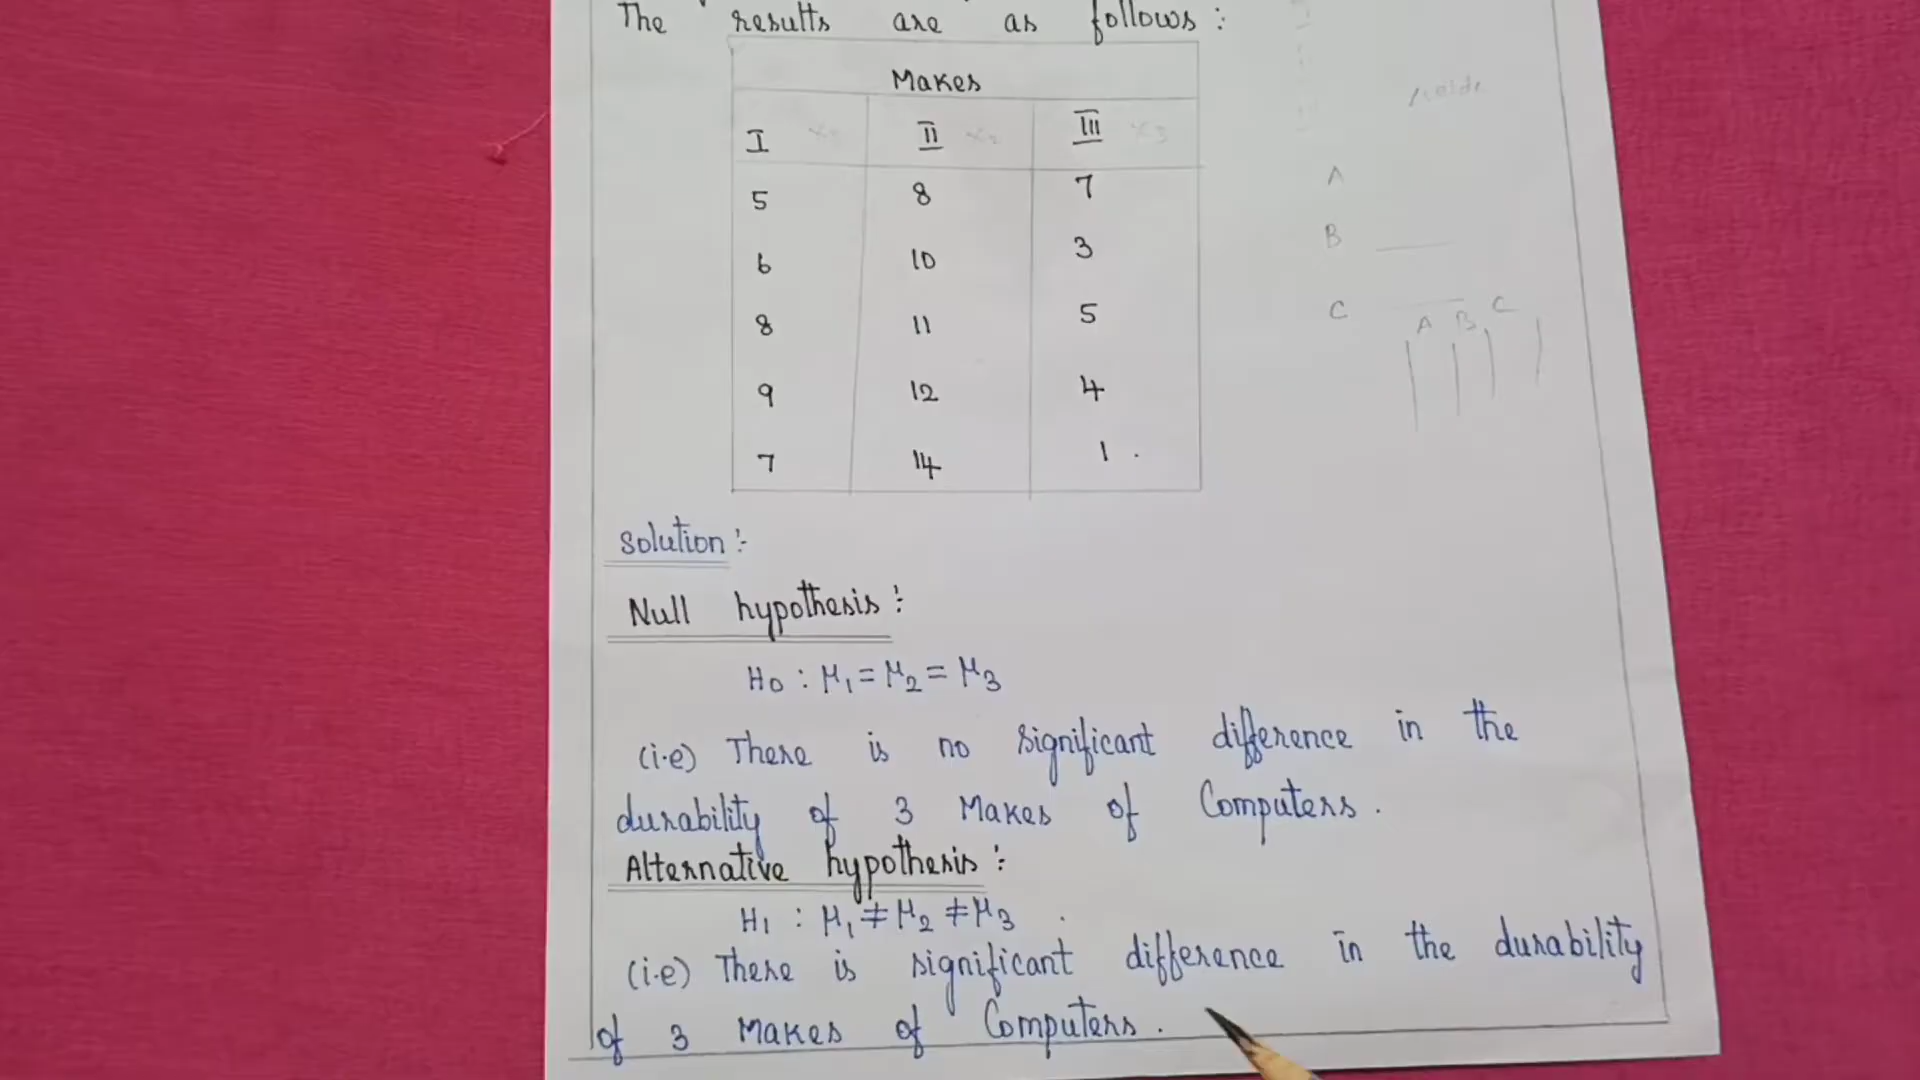 The results are as follows :
Makes
I x1 II x2 III x3
5 8 7
6 10 3
8 11 5
9 12 4
7 14 1 .
A
B
C
A B C
Solution :-
Null hypothesis :-
H0 : μ1 = μ2 = μ3
(i.e) There is no significant difference in the
durability of 3 Makes of Computers .
Alternative hypothesis :-
H1 : μ1 ≠ μ2 ≠ μ3 .
(i.e) There is significant difference in the durability
of 3 Makes of Computers .